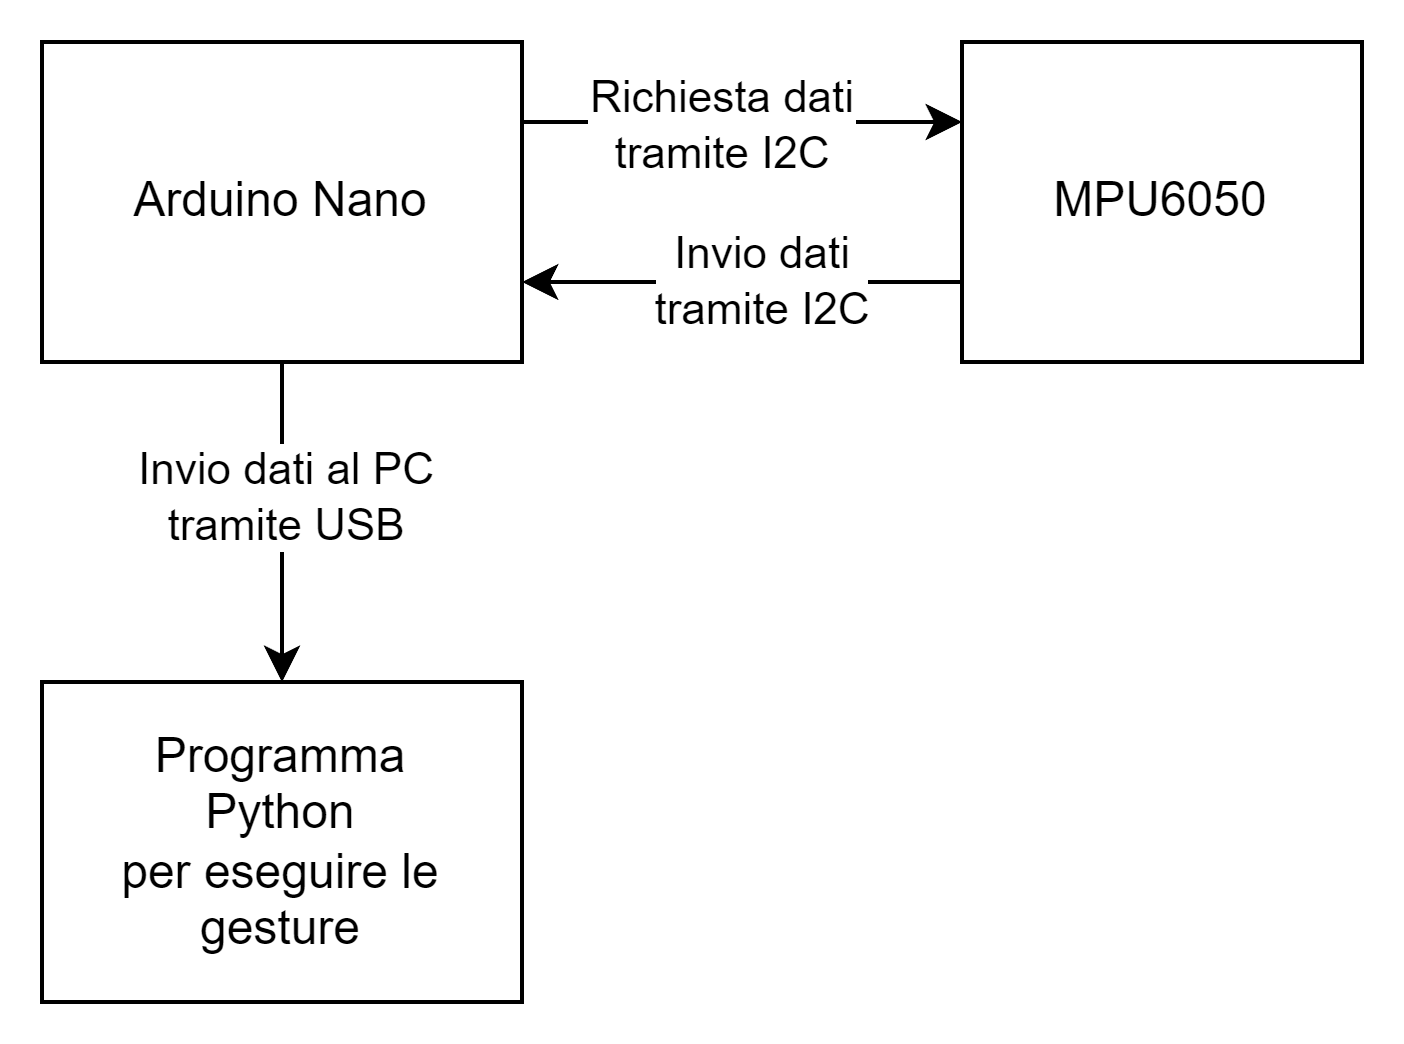 Arduino Nano
Richiesta dati
tramite I2C
MPU6050
Invio dati
tramite I2C
Invio dati al PC
tramite USB
Programma
Python
per eseguire le
gesture